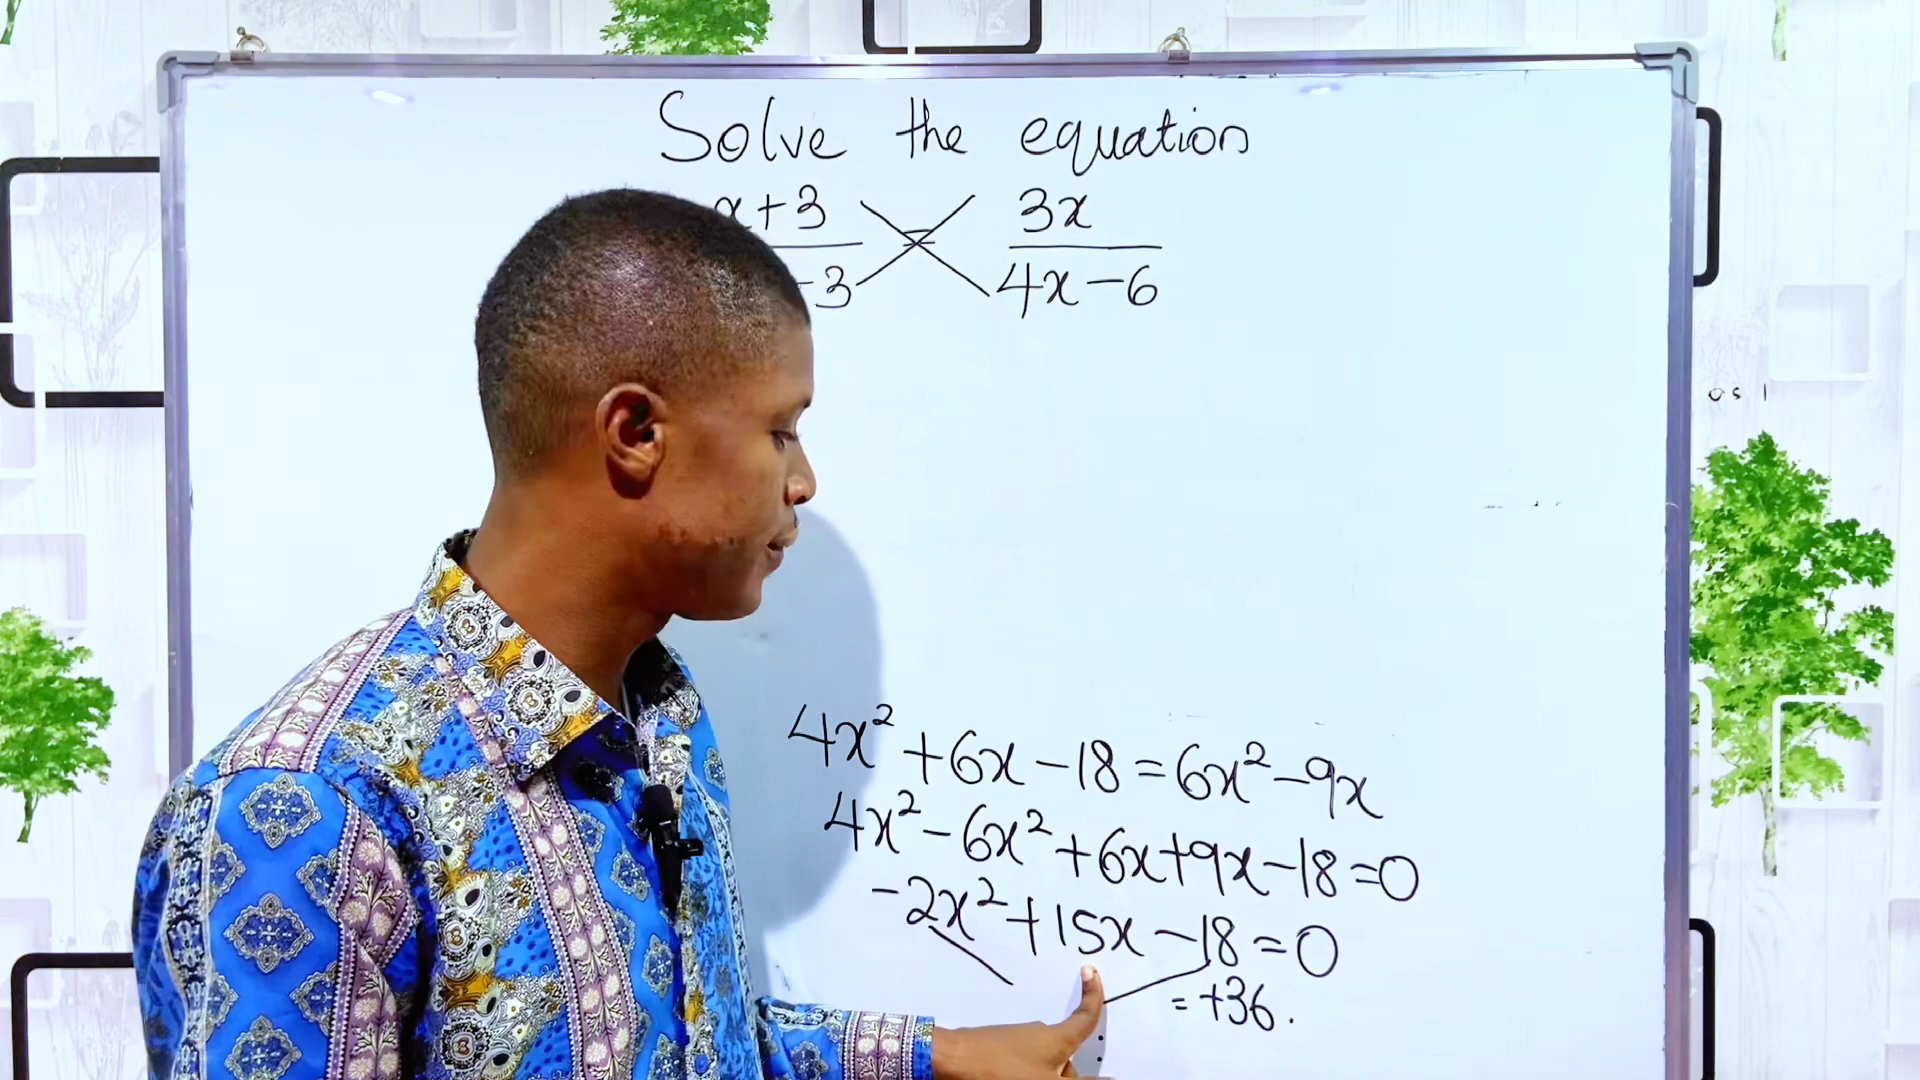 Solve the equation
x+3 = 3x
-3 4x-6
4x² +6x -18 = 6x² -9x
4x² - 6x² +6x+9x-18=0
-2x² +15x -18 = 0
= +36.